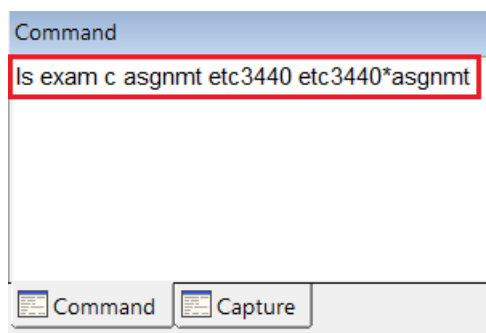 Command
ls exam c asgnmt etc3440 etc3440*asgnmt
Command Capture